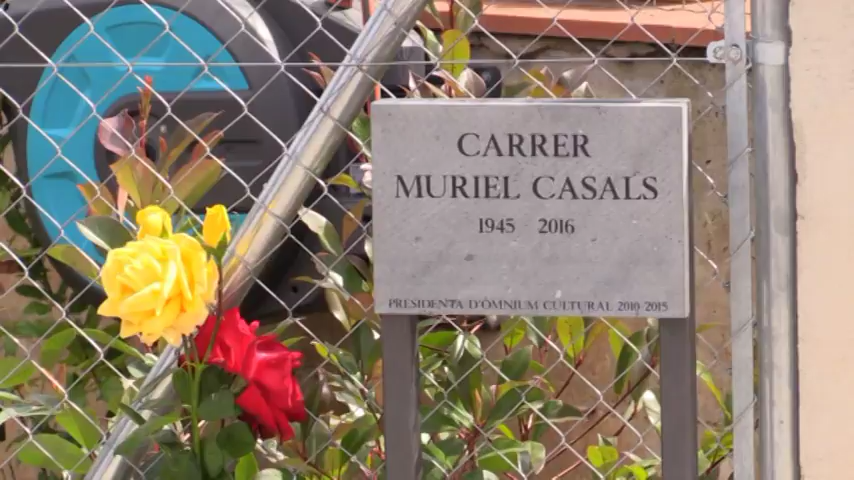 CARRER
MURIEL CASALS
1945 2016
PRESIDENTA D'ÒMNIUM CULTURAL 2010-2015